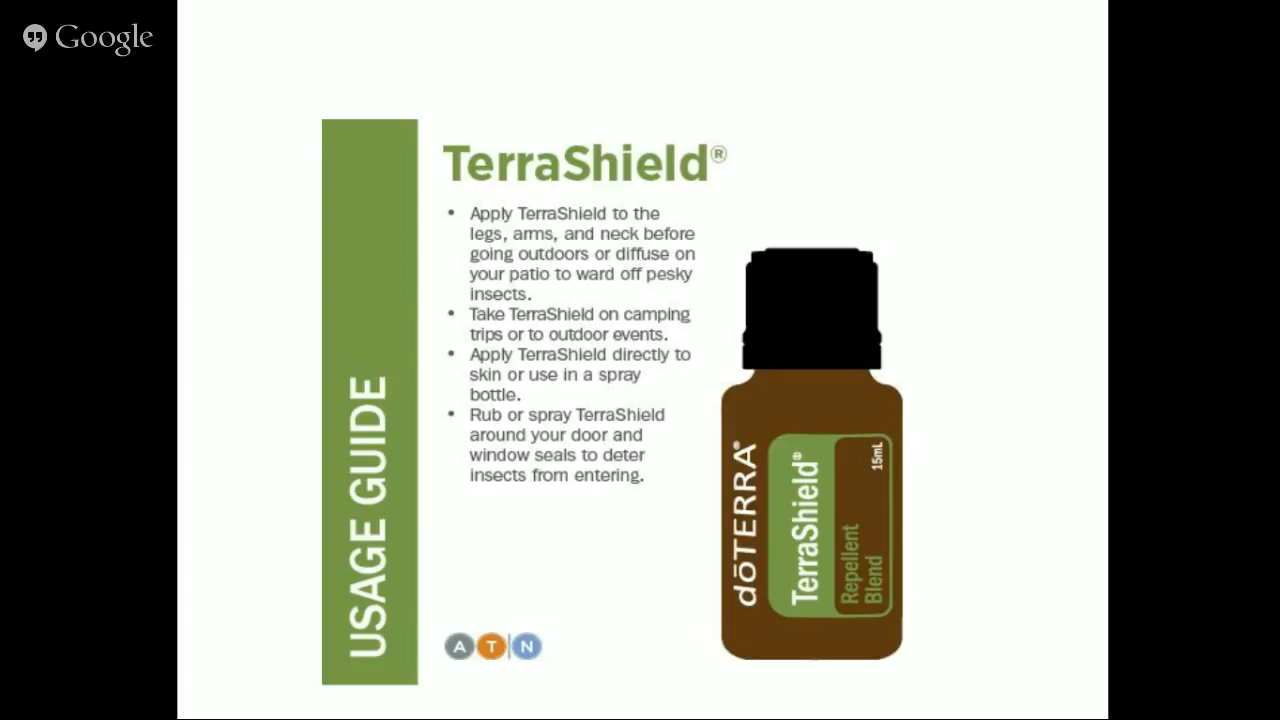 Google
USAGE GUIDE
TerraShield®
• Apply TerraShield to the
legs, arms, and neck before
going outdoors or diffuse on
your patio to ward off pesky
insects.
• Take TerraShield on camping
trips or to outdoor events.
• Apply TerraShield directly to
skin or use in a spray
bottle.
• Rub or spray TerraShield
around your door and
window seals to deter
insects from entering.
A T | N
dōTERRA®
TerraShield®
Repellent
Blend
15mL